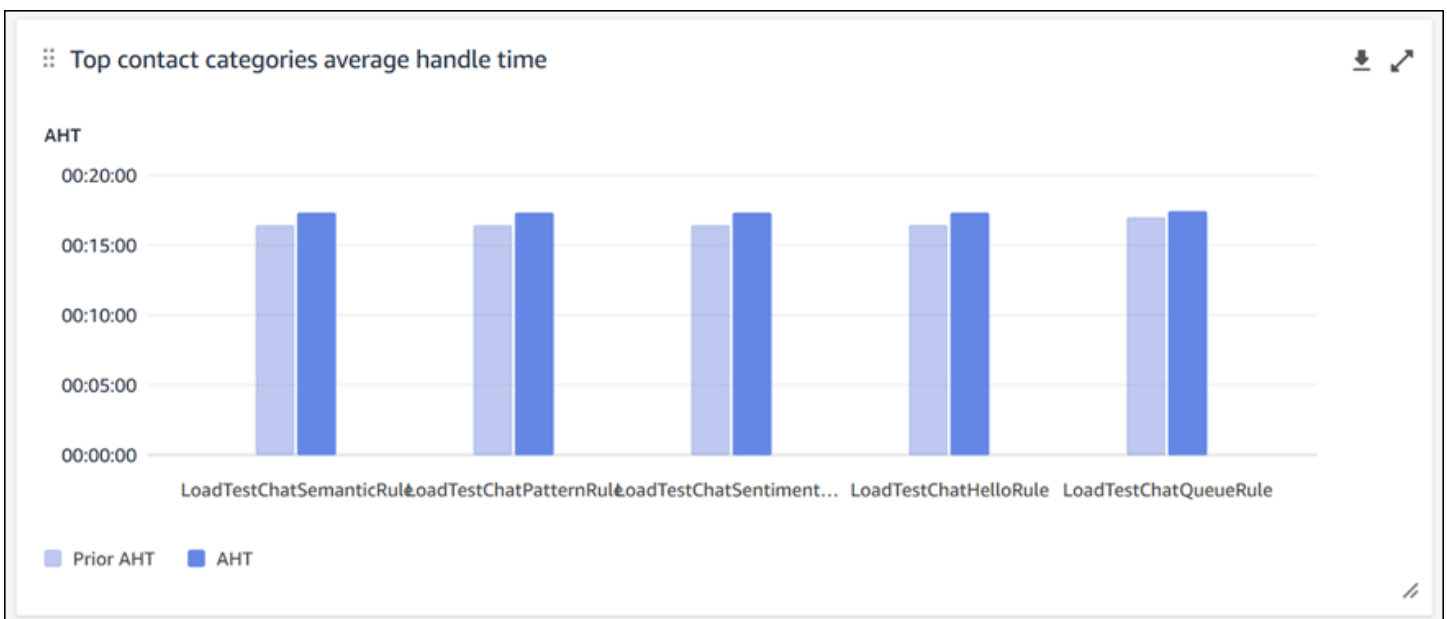 Top contact categories average handle time
AHT
00:20:00
00:15:00
00:10:00
00:05:00
00:00:00
LoadTestChatSemanticRule LoadTestChatPatternRule LoadTestChatSentiment... LoadTestChatHelloRule LoadTestChatQueueRule
Prior AHT AHT